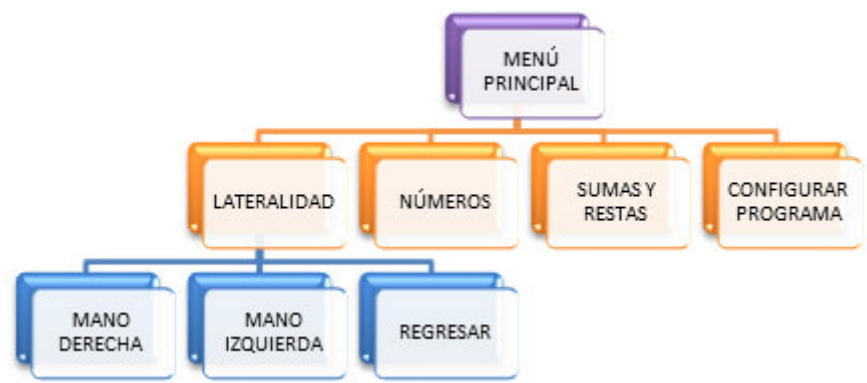 MENÚ
PRINCIPAL
LATERALIDAD
NÚMEROS
SUMAS Y
RESTAS
CONFIGURAR
PROGRAMA
MANO
DERECHA
MANO
IZQUIERDA
REGRESAR